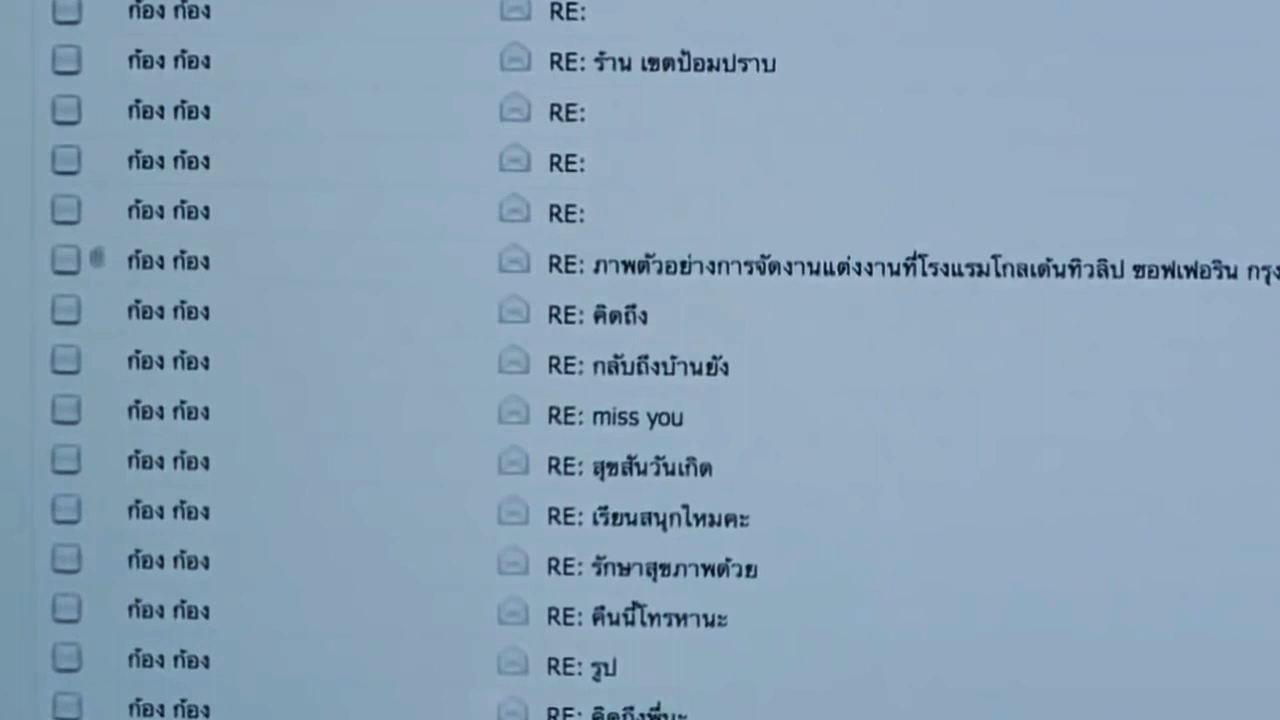 ก้อง ก้อง RE:
ก้อง ก้อง RE: ร้าน เขตป้อมปราบ
ก้อง ก้อง RE:
ก้อง ก้อง RE:
ก้อง ก้อง RE:
ก้อง ก้อง RE: ภาพตัวอย่างการจัดงานแต่งงานที่โรงแรมโกลเด้นทิวลิป ซอฟเฟอริน กรุง
ก้อง ก้อง RE: คิดถึง
ก้อง ก้อง RE: กลับถึงบ้านยัง
ก้อง ก้อง RE: miss you
ก้อง ก้อง RE: สุขสันวันเกิด
ก้อง ก้อง RE: เรียนสนุกไหมคะ
ก้อง ก้อง RE: รักษาสุขภาพด้วย
ก้อง ก้อง RE: คืนนี้โทรหานะ
ก้อง ก้อง RE: รูป
ก้อง ก้อง RE: คิดถึงพี่นะ